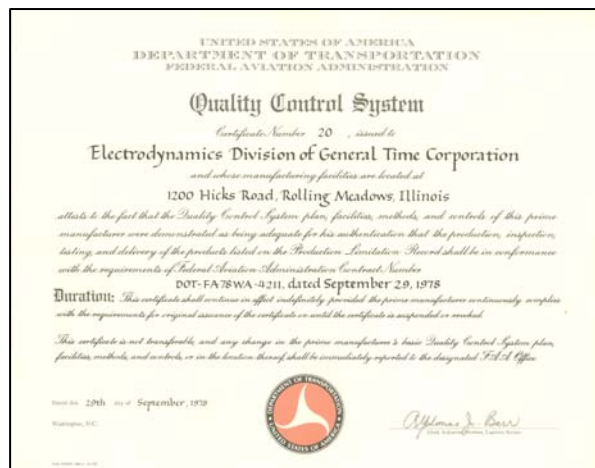 UNITED STATES OF AMERICA
DEPARTMENT OF TRANSPORTATION
FEDERAL AVIATION ADMINISTRATION
Quality Control System
Certificate Number 20 , issued to
Electrodynamics Division of General Time Corporation
and whose manufacturing facilities are located at
1200 Hicks Road, Rolling Meadows, Illinois
attests to the fact that the Quality Control System plan, facilities, methods, and controls of this prime
manufacturer were demonstrated as being adequate for his authentication that the production, inspection,
testing, and delivery of the products listed on the Production Limitation Record shall be in conformance
with the requirements of Federal Aviation Administration Contract Number
DOT-FA78WA-4211, dated September 29, 1978
Duration: This certificate shall continue in effect indefinitely provided the prime manufacturer continuously complies
with the requirements for original issuance of the certificate or until the certificate is suspended or revoked.
This certificate is not transferable, and any change in the prime manufacturer's basic Quality Control System plan,
facilities, methods, and controls, or in the location thereof, shall be immediately reported to the designated FAA Office
Dated this 29th day of September, 1978
Washington, D.C.
DEPARTMENT OF TRANSPORTATION
UNITED STATES OF AMERICA
Alphonas J. Barr